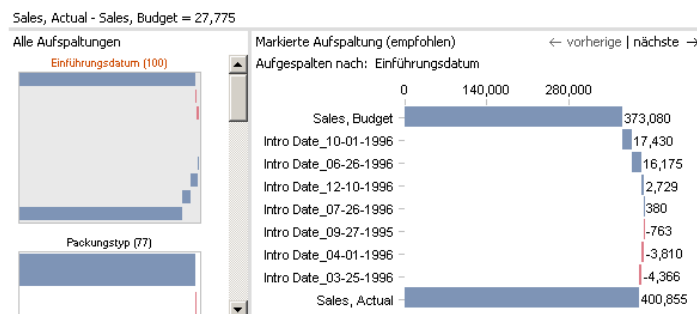 Sales, Actual - Sales, Budget = 27,775
Alle Aufspaltungen
Einführungsdatum (100)
Packungstyp (77)
Markierte Aufspaltung (empfohlen)
← vorherige | nächste →
Aufgespalten nach: Einführungsdatum
0 140,000 280,000
Sales, Budget 373,080
Intro Date_10-01-1996 17,430
Intro Date_06-26-1996 16,175
Intro Date_12-10-1996 2,729
Intro Date_07-26-1996 380
Intro Date_09-27-1995 -763
Intro Date_04-01-1996 -3,810
Intro Date_03-25-1996 -4,366
Sales, Actual 400,855